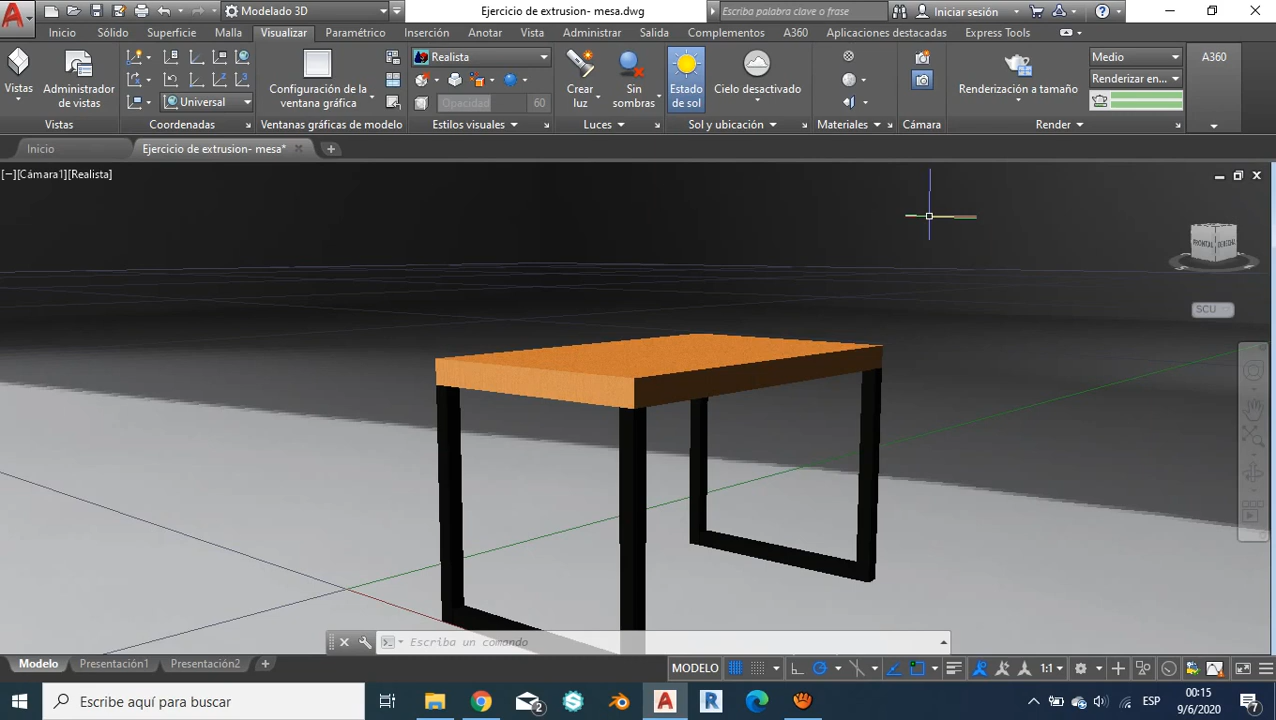 Modelado 3D
Ejercicio de extrusion- mesa.dwg
Escriba palabra clave o frase
Iniciar sesión
Inicio
Sólido
Superficie
Malla
Visualizar
Paramétrico
Inserción
Anotar
Vista
Administrar
Salida
Complementos
A360
Aplicaciones destacadas
Express Tools
Vistas
Administrador
de vistas
Vistas
Universal
Coordenadas
Configuración de la
ventana gráfica
Ventanas gráficas de modelo
Realista
Opacidad
60
Estilos visuales
Crear
luz
Sin
sombras
Luces
Estado
de sol
Cielo desactivado
Sol y ubicación
Materiales
Cámara
Renderización a tamaño
Medio
Renderizar en...
Render
A360
Inicio
Ejercicio de extrusion- mesa*
[−][Cámara1][Realista]
FRONTAL
DERECHA
SCU
Escriba un comando
Modelo
Presentación1
Presentación2
MODELO
1:1
Escribe aquí para buscar
2
ESP
00:15
9/6/2020
7